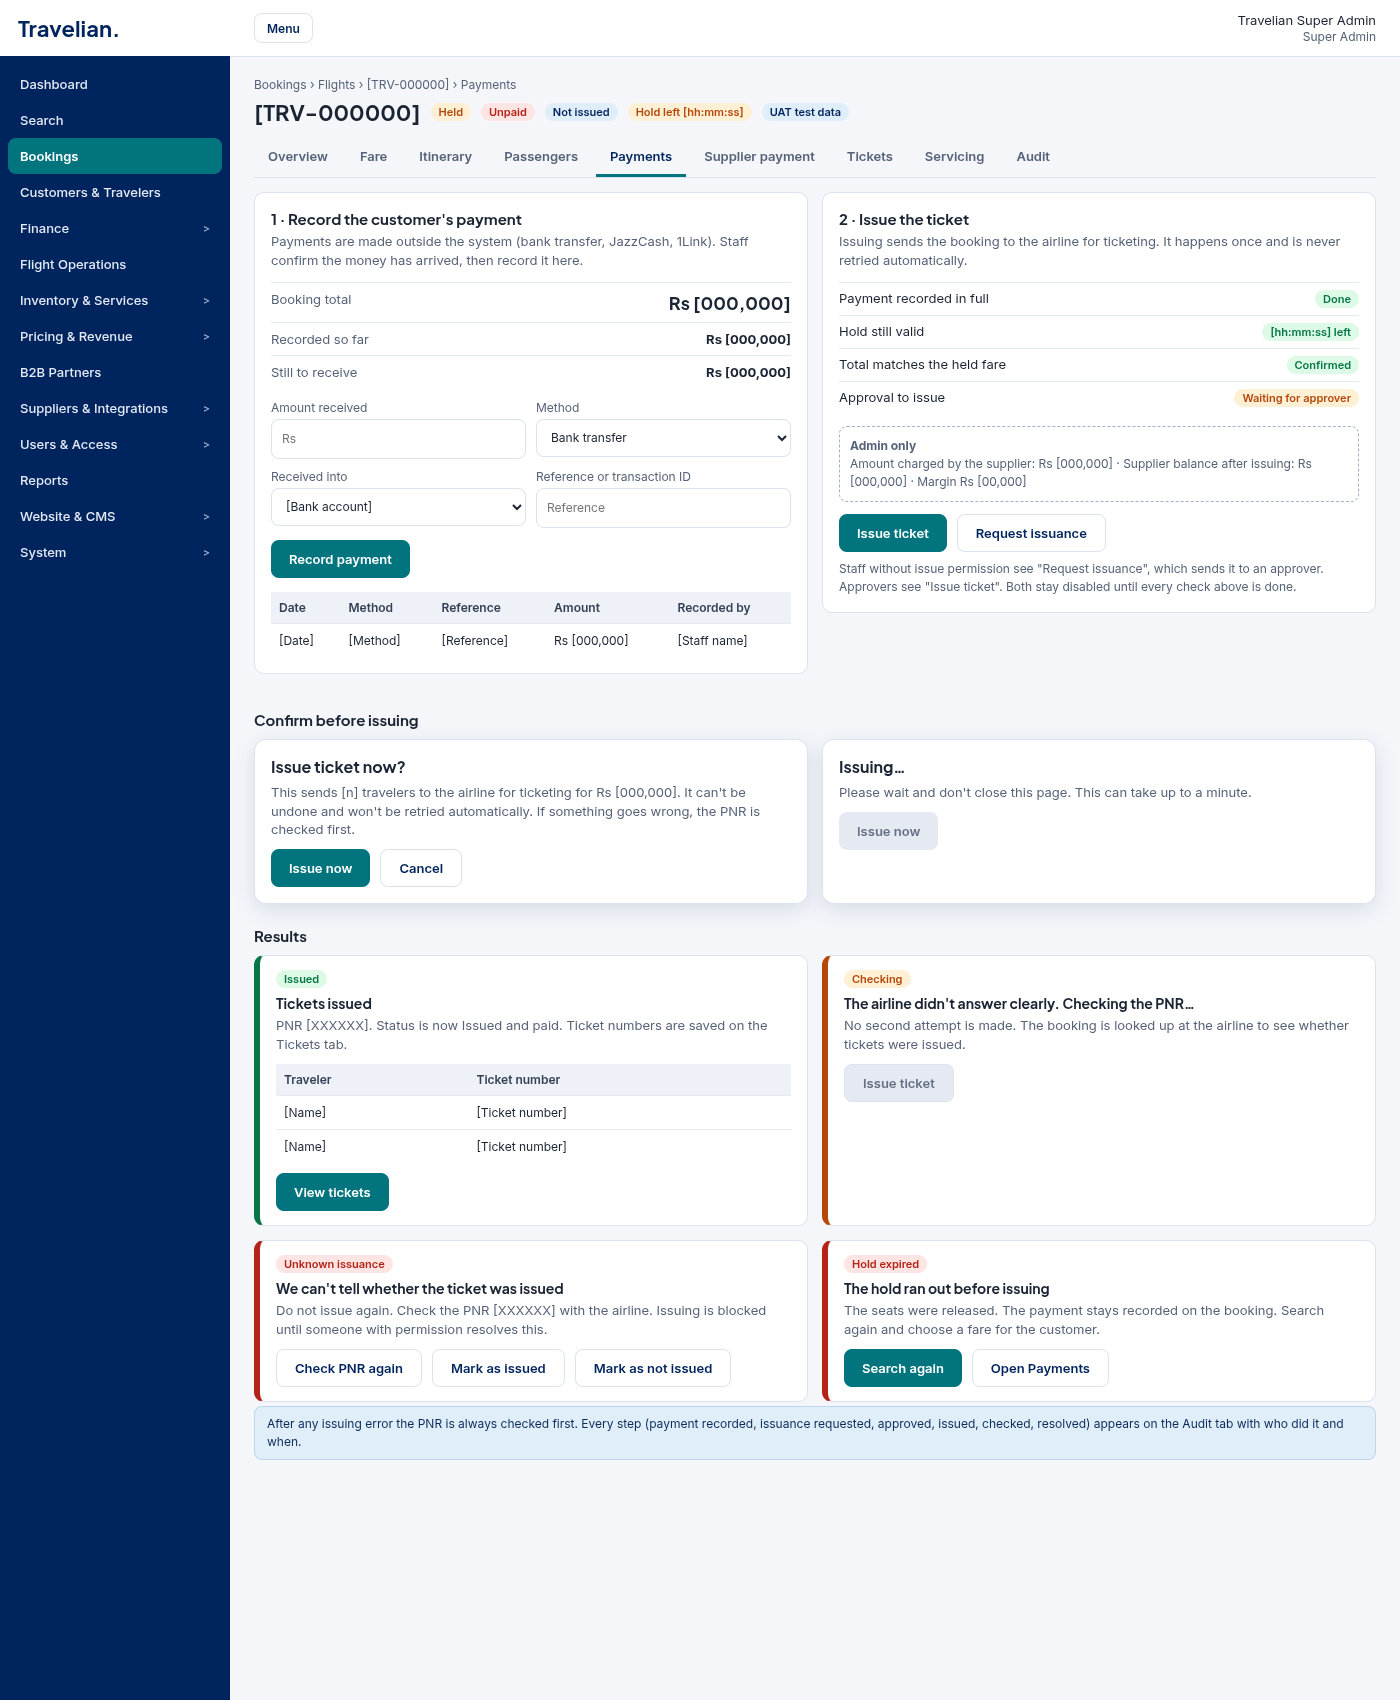 Travelian.
Menu
Travelian Super Admin
Super Admin
Dashboard
Search
Bookings
Customers & Travelers
Finance >
Flight Operations
Inventory & Services >
Pricing & Revenue >
B2B Partners
Suppliers & Integrations >
Users & Access >
Reports
Website & CMS >
System >
Bookings › Flights › [TRV-000000] › Payments
[TRV-000000] Held Unpaid Not issued Hold left [hh:mm:ss] UAT test data
Overview Fare Itinerary Passengers Payments Supplier payment Tickets Servicing Audit
1 · Record the customer's payment
Payments are made outside the system (bank transfer, JazzCash, 1Link). Staff
confirm the money has arrived, then record it here.
Booking total Rs [000,000]
Recorded so far Rs [000,000]
Still to receive Rs [000,000]
Amount received Method
Rs Bank transfer
Received into Reference or transaction ID
[Bank account] Reference
Record payment
Date Method Reference Amount Recorded by
[Date] [Method] [Reference] Rs [000,000] [Staff name]
2 · Issue the ticket
Issuing sends the booking to the airline for ticketing. It happens once and is never
retried automatically.
Payment recorded in full Done
Hold still valid [hh:mm:ss] left
Total matches the held fare Confirmed
Approval to issue Waiting for approver
Admin only
Amount charged by the supplier: Rs [000,000] · Supplier balance after issuing: Rs
[000,000] · Margin Rs [00,000]
Issue ticket Request issuance
Staff without issue permission see "Request issuance", which sends it to an approver.
Approvers see "Issue ticket". Both stay disabled until every check above is done.
Confirm before issuing
Issue ticket now?
This sends [n] travelers to the airline for ticketing for Rs [000,000]. It can't be
undone and won't be retried automatically. If something goes wrong, the PNR is
checked first.
Issue now Cancel
Issuing…
Please wait and don't close this page. This can take up to a minute.
Issue now
Results
Issued
Tickets issued
PNR [XXXXXX]. Status is now Issued and paid. Ticket numbers are saved on the
Tickets tab.
Traveler Ticket number
[Name] [Ticket number]
[Name] [Ticket number]
View tickets
Checking
The airline didn't answer clearly. Checking the PNR…
No second attempt is made. The booking is looked up at the airline to see whether
tickets were issued.
Issue ticket
Unknown issuance
We can't tell whether the ticket was issued
Do not issue again. Check the PNR [XXXXXX] with the airline. Issuing is blocked
until someone with permission resolves this.
Check PNR again Mark as issued Mark as not issued
Hold expired
The hold ran out before issuing
The seats were released. The payment stays recorded on the booking. Search
again and choose a fare for the customer.
Search again Open Payments
After any issuing error the PNR is always checked first. Every step (payment recorded, issuance requested, approved, issued, checked, resolved) appears on the Audit tab with who did it and
when.